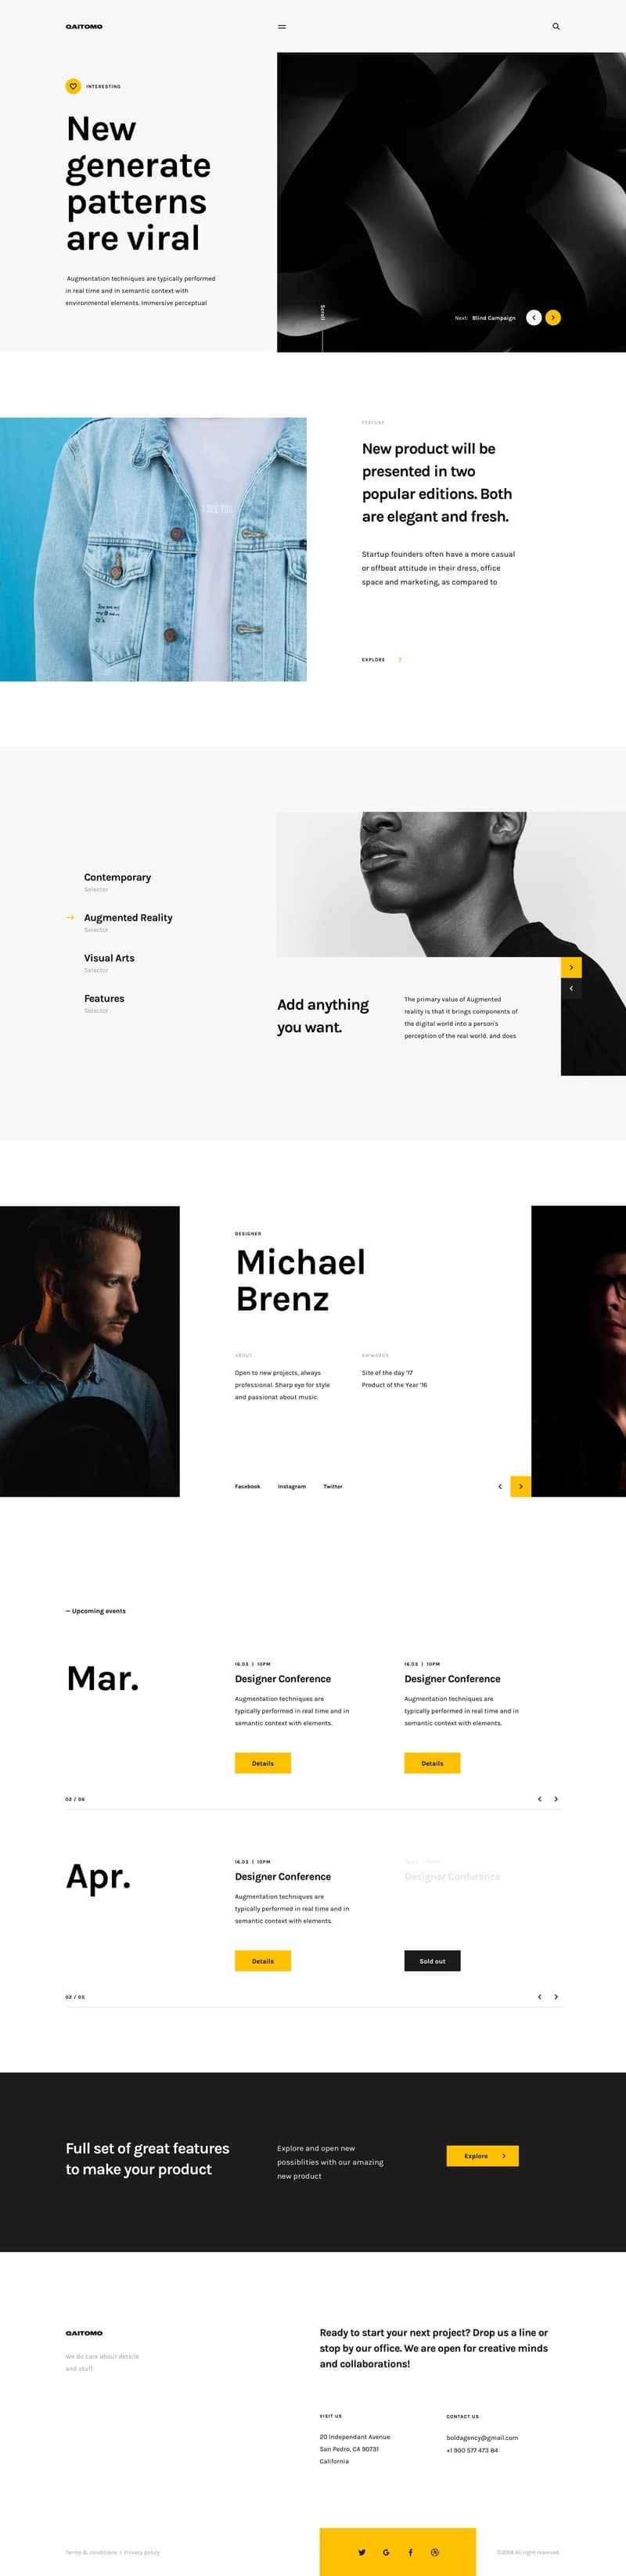 QAITOMO
INTERESTING
New
generate
patterns
are viral
Augmentation techniques are typically performed
in real time and in semantic context with
environmental elements. Immersive perceptual
Scroll
Next: Blind Campaign
FEATURE
New product will be
presented in two
popular editions. Both
are elegant and fresh.
Startup founders often have a more casual
or offbeat attitude in their dress, office
space and marketing, as compared to
EXPLORE
Contemporary
Selector
Augmented Reality
Selector
Visual Arts
Selector
Features
Selector
Add anything
you want.
The primary value of Augmented
reality is that it brings components of
the digital world into a person's
perception of the real world, and does
DESIGNER
Michael
Brenz
ABOUT
Open to new projects, always
professional. Sharp eye for style
and passionat about music.
AWWARDS
Site of the day '17
Product of the Year '16
Facebook Instagram Twitter
— Upcoming events
Mar.
16.03 | 10PM
Designer Conference
Augmentation techniques are
typically performed in real time and in
semantic context with elements.
Details
16.03 | 10PM
Designer Conference
Augmentation techniques are
typically performed in real time and in
semantic context with elements.
Details
02 / 06
Apr.
16.03 | 10PM
Designer Conference
Augmentation techniques are
typically performed in real time and in
semantic context with elements.
Details
Designer Conference
Sold out
02 / 05
Full set of great features
to make your product
Explore and open new
possiblities with our amazing
new product
Explore
QAITOMO
We do care about details
and stuff.
Ready to start your next project? Drop us a line or
stop by our office. We are open for creative minds
and collaborations!
VISIT US
20 Independant Avenue
San Pedro, CA 90731
California
CONTACT US
boldagency@gmail.com
+1 900 577 473 84
Terms & conditions | Privacy policy
©2018 All right reserved.